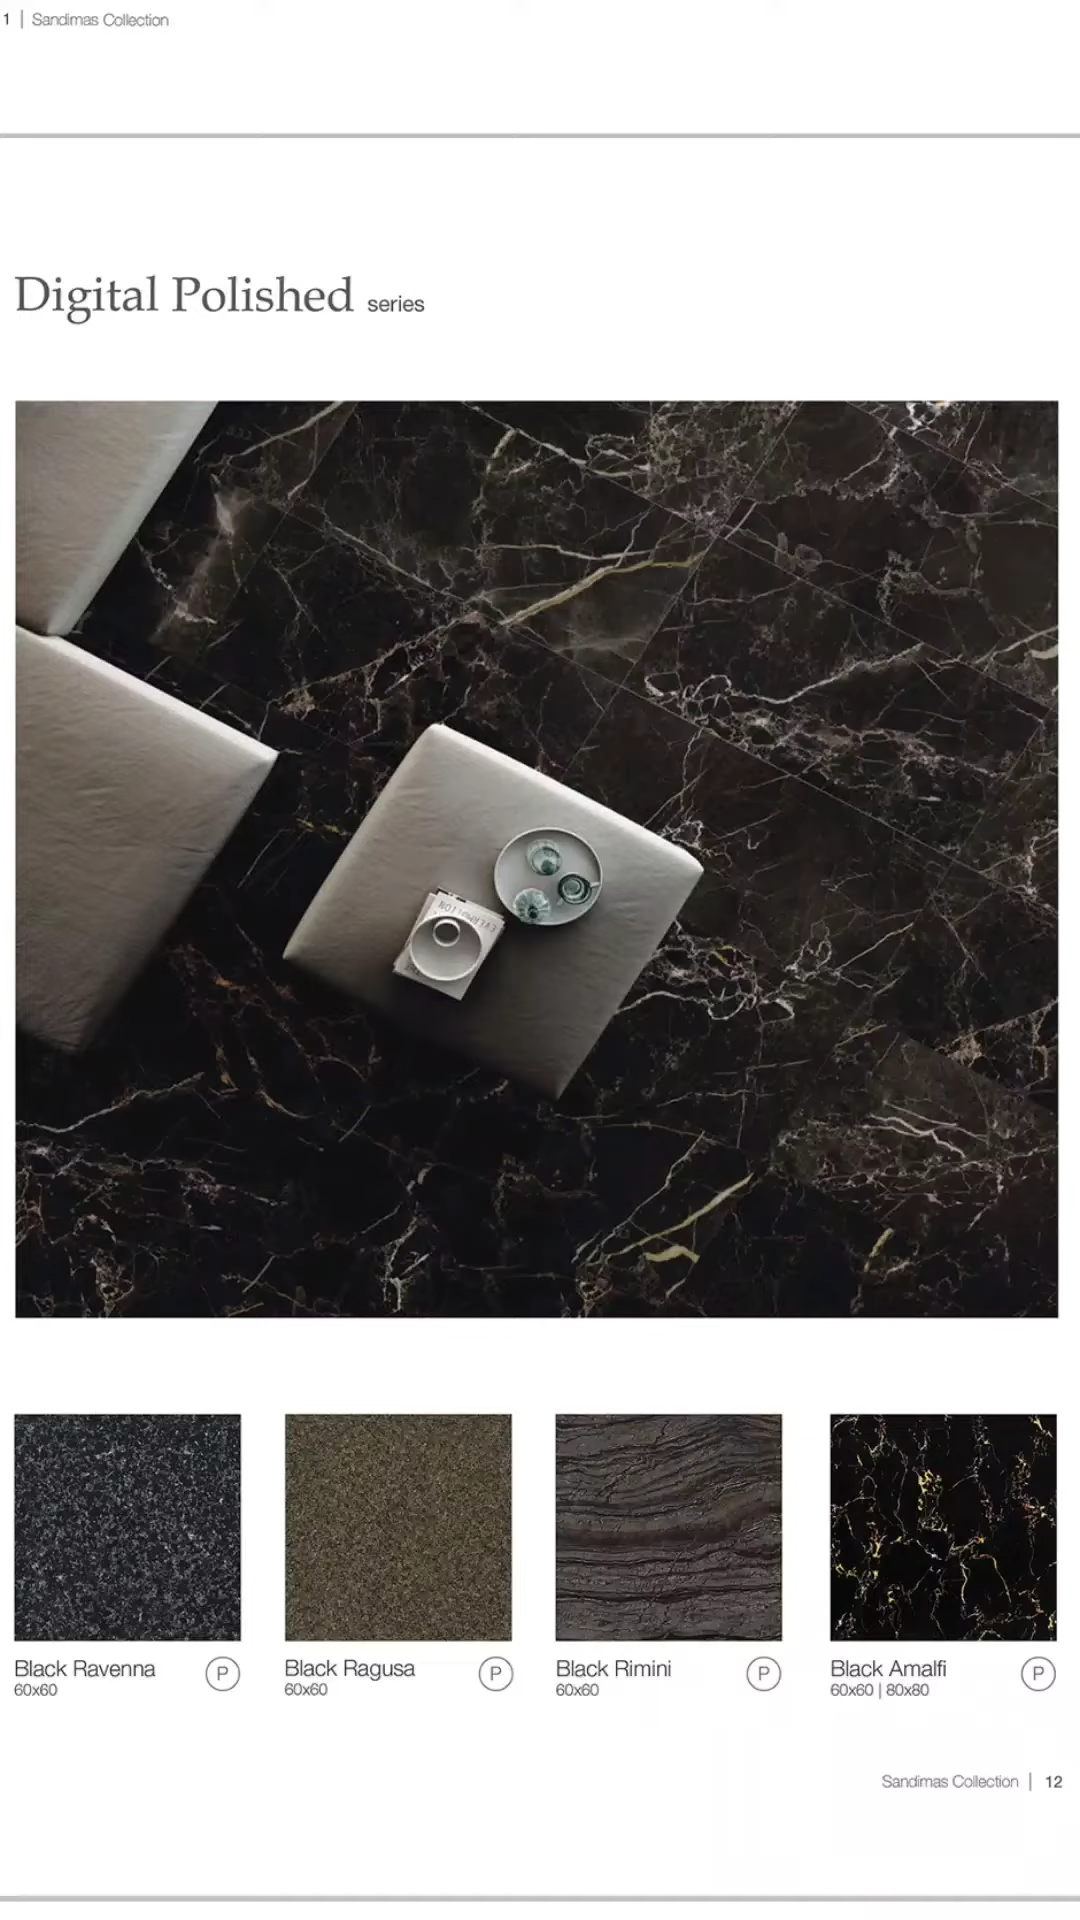 1 | Sandimas Collection
Digital Polished series
Black Ravenna
60x60
P
Black Ragusa
60x60
P
Black Rimini
60x60
P
Black Amalfi
60x60 | 80x80
P
Sandimas Collection | 12